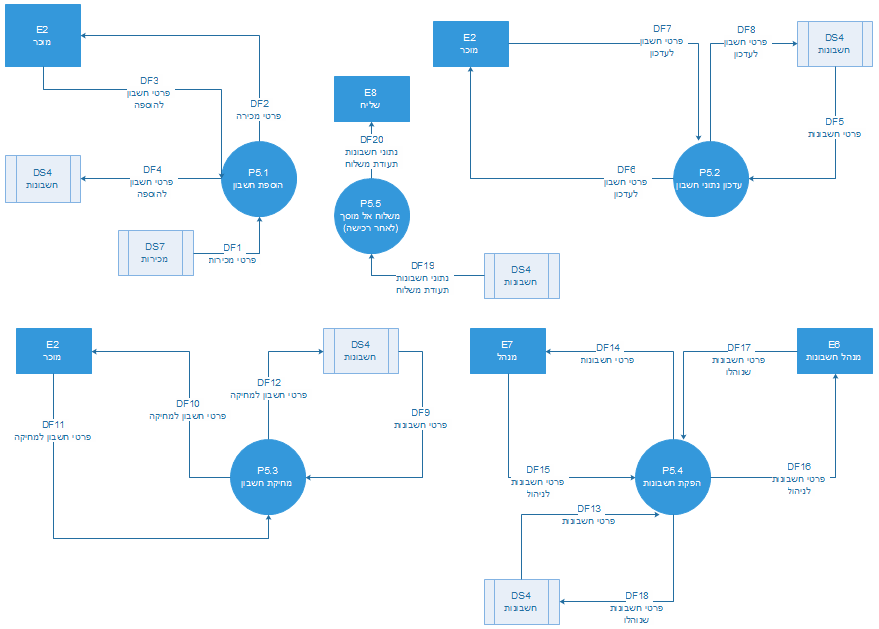 E2
מוכר
DF3
פרטי חשבון
להוספה
DF2
פרטי מכירה
DS4
חשבונות
DF4
פרטי חשבון
להוספה
P5.1
הוספת חשבון
DS7
מכירות
DF1
פרטי מכירות
E8
שליח
DF20
נתוני חשבונות
תעודת משלוח
P5.5
משלוח אל מוסך
(לאחר רכישה)
DF19
נתוני חשבונות
תעודת משלוח
DS4
חשבונות
E2
מוכר
DF7
פרטי חשבון
לעדכון
DF8
פרטי חשבון
לעדכון
DS4
חשבונות
DF5
פרטי חשבונות
DF6
פרטי חשבון
לעדכון
P5.2
עדכון נתוני חשבון
E2
מוכר
DS4
חשבונות
DF12
פרטי חשבון למחיקה
DF10
פרטי חשבון למחיקה
DF9
פרטי חשבונות
DF11
פרטי חשבון למחיקה
P5.3
מחיקת חשבון
E7
מנהל
DF14
פרטי חשבונות
DF17
פרטי חשבונות
שנוהלו
E6
מנהל חשבונות
DF15
פרטי חשבונות
לניהול
P5.4
הפקת חשבונות
DF16
פרטי חשבונות
לניהול
DF13
פרטי חשבונות
DS4
חשבונות
DF18
פרטי חשבונות
שנוהלו